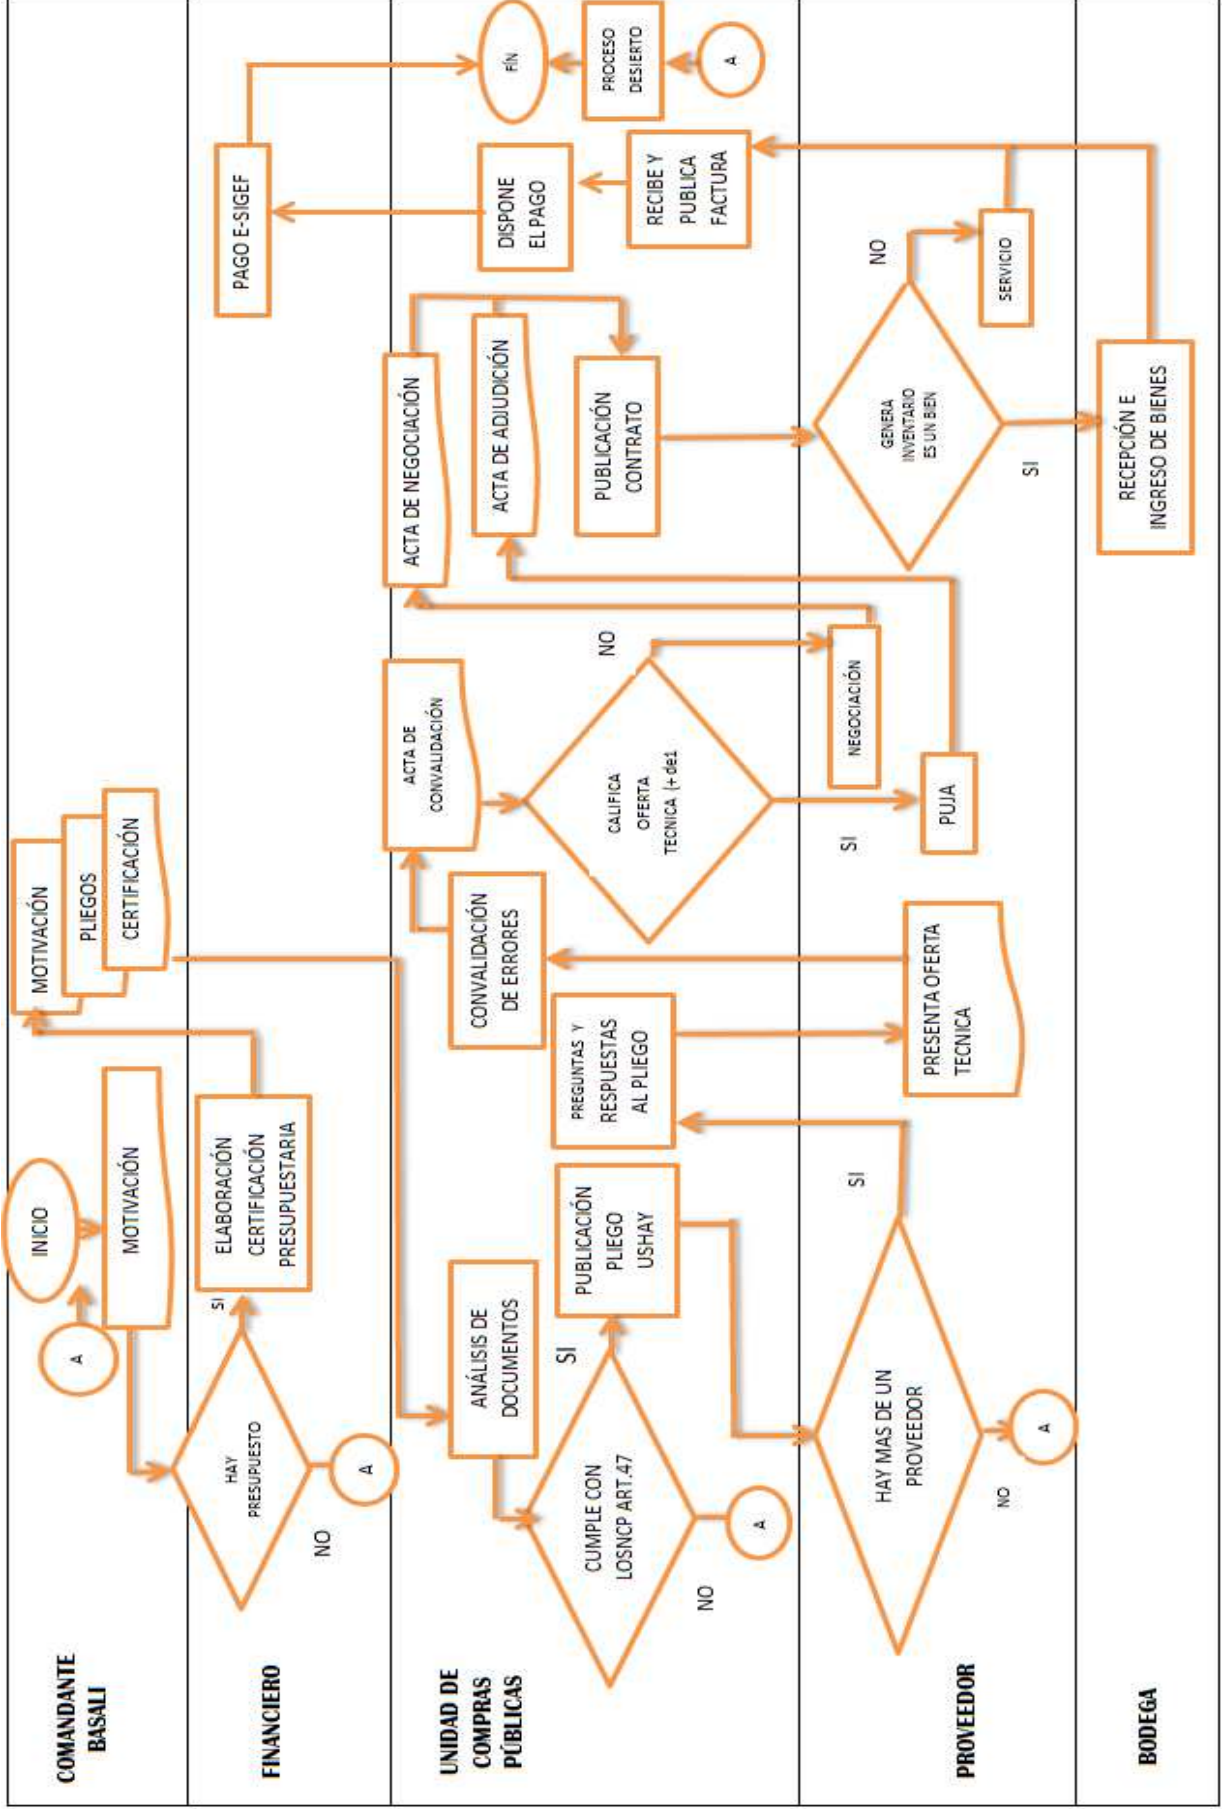 COMANDANTE
BASALI
INICIO
A
MOTIVACIÓN
MOTIVACIÓN
PLIEGOS
CERTIFICACIÓN
FINANCIERO
HAY
PRESUPUESTO
SI
NO
A
ELABORACIÓN
CERTIFICACIÓN
PRESUPUESTARIA
PAGO E-SIGEF
UNIDAD DE
COMPRAS
PÚBLICAS
ANÁLISIS DE
DOCUMENTOS
CUMPLE CON
LOSNCP ART.47
SI
NO
A
PUBLICACIÓN
PLIEGO
USHAY
PREGUNTAS Y
RESPUESTAS
AL PLIEGO
CONVALIDACIÓN
DE ERRORES
ACTA DE
CONVALIDACIÓN
CALIFICA
OFERTA
TECNICA (+ de1
NO
SI
ACTA DE NEGOCIACIÓN
ACTA DE ADJUDICIÓN
PUBLICACIÓN
CONTRATO
DISPONE
EL PAGO
RECIBE Y
PUBLICA
FACTURA
FÍN
PROCESO
DESIERTO
A
PROVEEDOR
HAY MAS DE UN
PROVEEDOR
SI
NO
A
PRESENTA OFERTA
TECNICA
PUJA
NEGOCIACIÓN
GENERA
INVENTARIO
ES UN BIEN
NO
SI
SERVICIO
BODEGA
RECEPCIÓN E
INGRESO DE BIENES